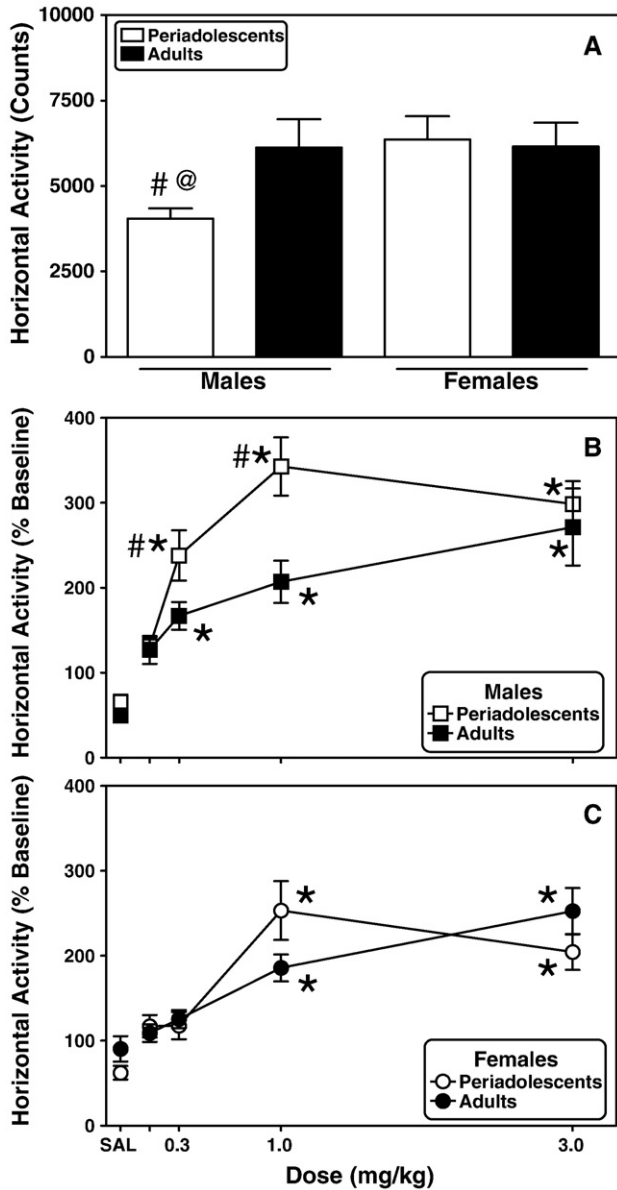 Horizontal Activity (Counts)
10000
7500
5000
2500
0
Periadolescents
Adults
A
# @
Males
Females
Horizontal Activity (% Baseline)
400
300
200
100
0
B
#*
#*
*
*
*
*
Males
Periadolescents
Adults
Horizontal Activity (% Baseline)
400
300
200
100
0
C
*
*
*
*
Females
Periadolescents
Adults
SAL 0.3 1.0 3.0
Dose (mg/kg)